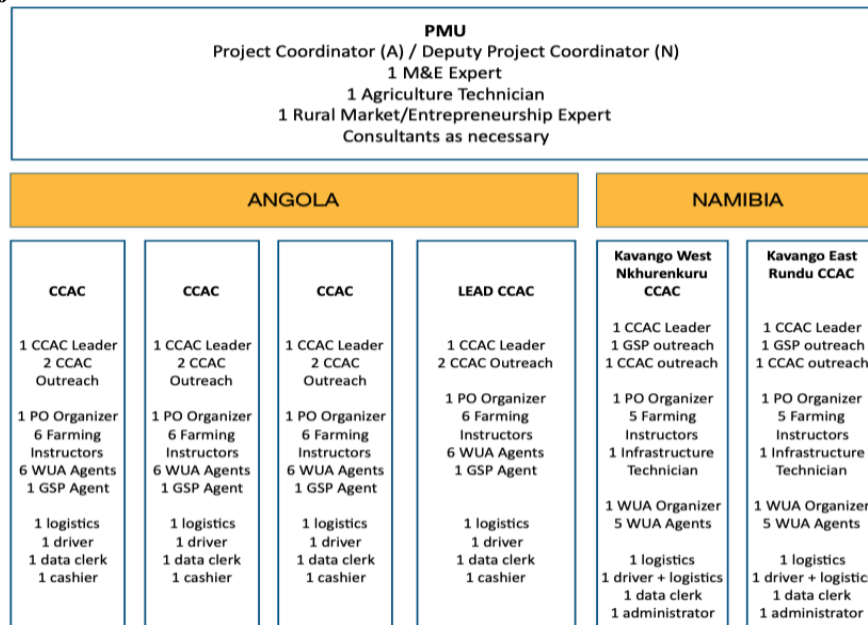 PMU
Project Coordinator (A) / Deputy Project Coordinator (N)
1 M&E Expert
1 Agriculture Technician
1 Rural Market/Entrepreneurship Expert
Consultants as necessary
ANGOLA
NAMIBIA
CCAC
1 CCAC Leader
2 CCAC
Outreach
1 PO Organizer
6 Farming
Instructors
6 WUA Agents
1 GSP Agent
1 logistics
1 driver
1 data clerk
1 cashier
CCAC
1 CCAC Leader
2 CCAC
Outreach
1 PO Organizer
6 Farming
Instructors
6 WUA Agents
1 GSP Agent
1 logistics
1 driver
1 data clerk
1 cashier
CCAC
1 CCAC Leader
2 CCAC
Outreach
1 PO Organizer
6 Farming
Instructors
6 WUA Agents
1 GSP Agent
1 logistics
1 driver
1 data clerk
1 cashier
LEAD CCAC
1 CCAC Leader
2 CCAC Outreach
1 PO Organizer
6 Farming
Instructors
6 WUA Agents
1 GSP Agent
1 logistics
1 driver
1 data clerk
1 cashier
Kavango West
Nkhurenkuru
CCAC
1 CCAC Leader
1 GSP outreach
1 CCAC outreach
1 PO Organizer
5 Farming
Instructors
1 Infrastructure
Technician
1 WUA Organizer
5 WUA Agents
1 logistics
1 driver + logistics
1 data clerk
1 administrator
Kavango East
Rundu CCAC
1 CCAC Leader
1 GSP outreach
1 CCAC outreach
1 PO Organizer
5 Farming
Instructors
1 Infrastructure
Technician
1 WUA Organizer
5 WUA Agents
1 logistics
1 driver + logistic
1 data clerk
1 administrator